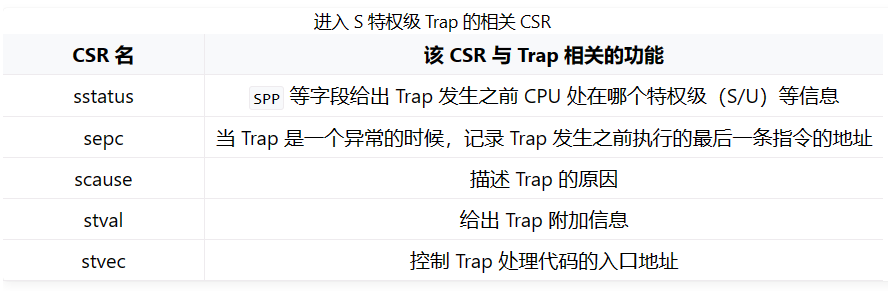 进入 S 特权级 Trap 的相关 CSR
CSR 名 该 CSR 与 Trap 相关的功能
sstatus SPP 等字段给出 Trap 发生之前 CPU 处在哪个特权级（S/U）等信息
sepc 当 Trap 是一个异常的时候，记录 Trap 发生之前执行的最后一条指令的地址
scause 描述 Trap 的原因
stval 给出 Trap 附加信息
stvec 控制 Trap 处理代码的入口地址